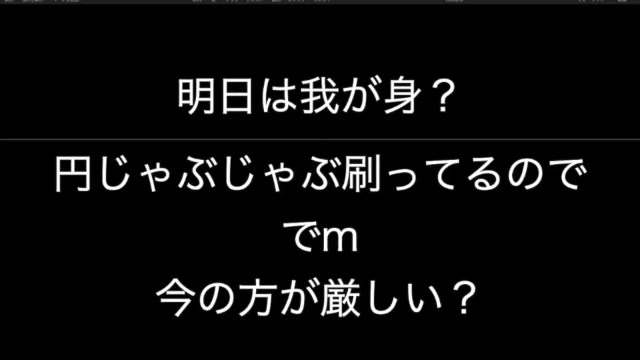 明日は我が身？
円じゃぶじゃぶ刷ってるので
でm
今の方が厳しい？